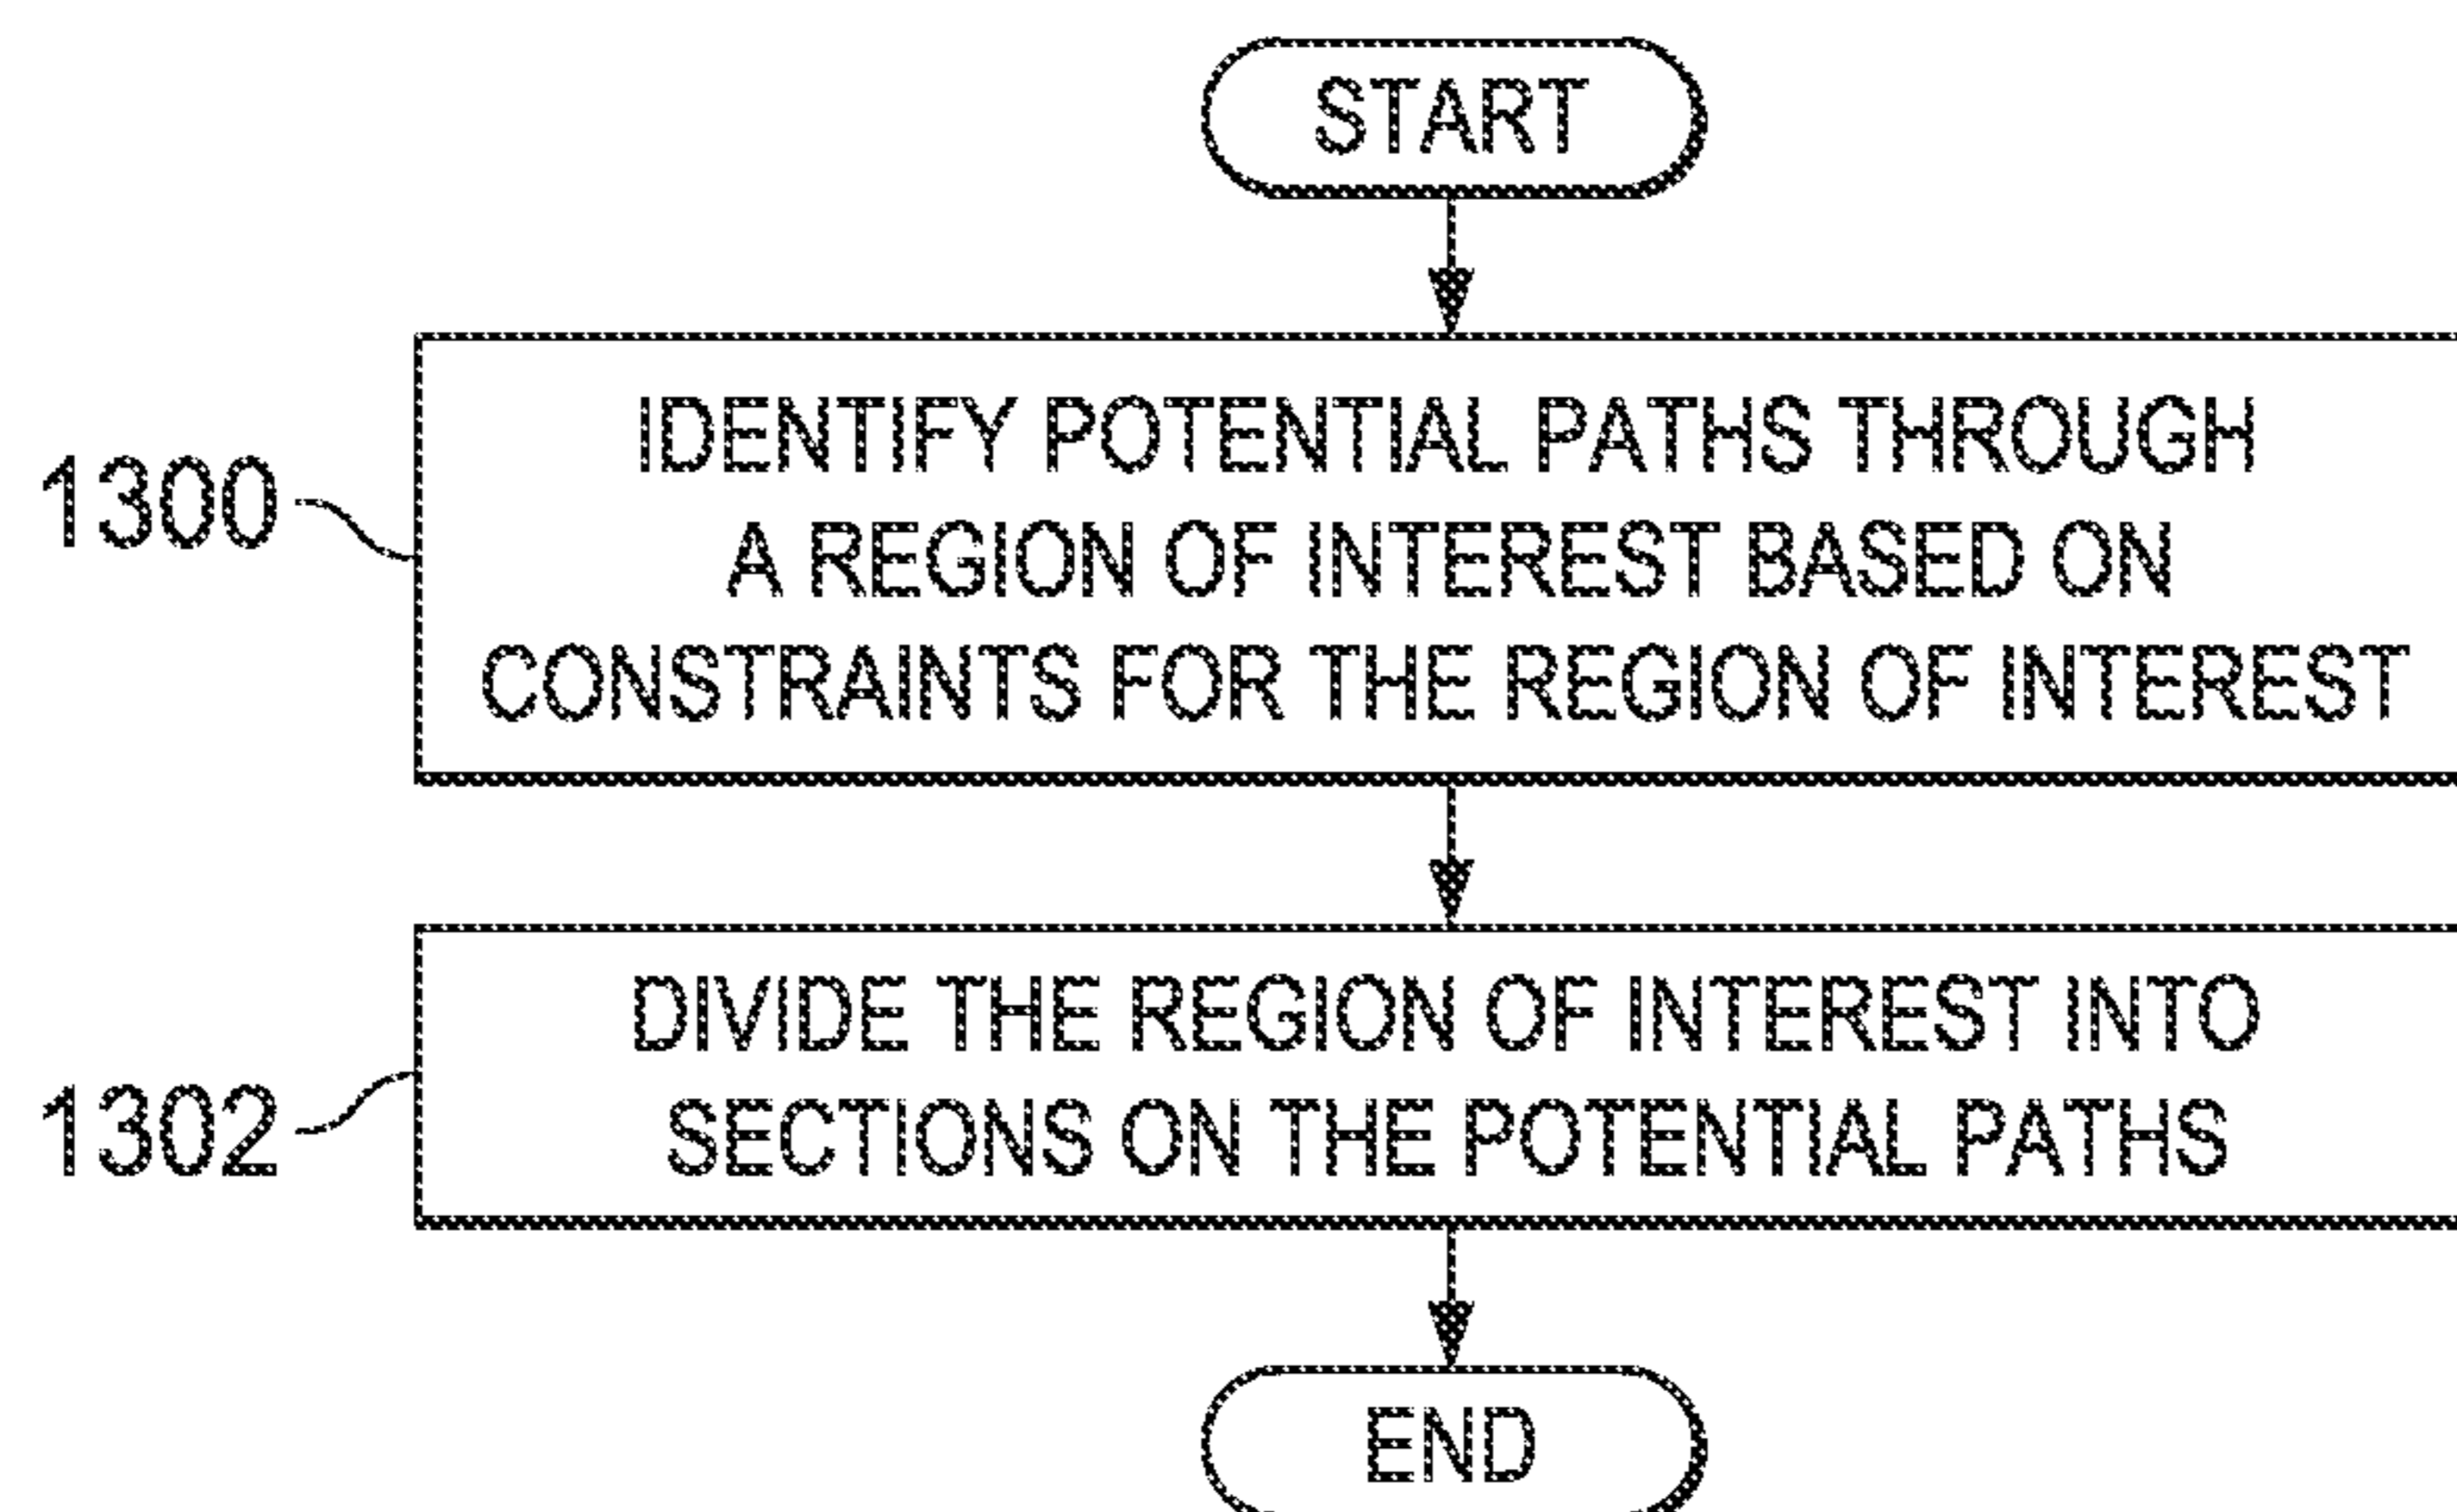 START
1300
IDENTIFY POTENTIAL PATHS THROUGH
A REGION OF INTEREST BASED ON
CONSTRAINTS FOR THE REGION OF INTEREST
1302
DIVIDE THE REGION OF INTEREST INTO
SECTIONS ON THE POTENTIAL PATHS
END